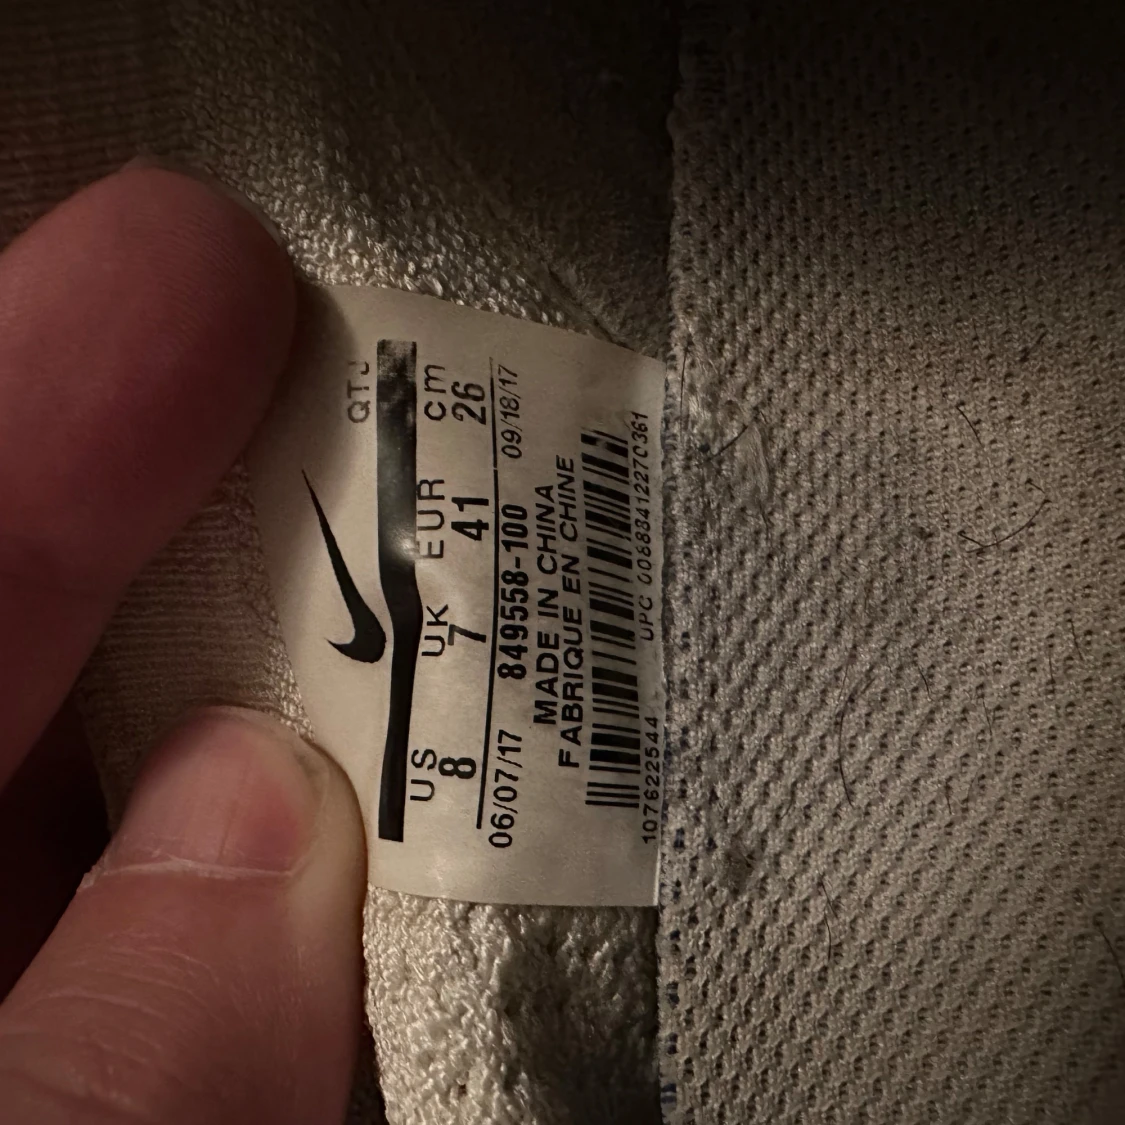 QTJ
US UK EUR cm
8 7 41 26
06/07/17 849558-100 09/18/17
MADE IN CHINA
FABRIQUE EN CHINE
107622544 UPC 00888412270361